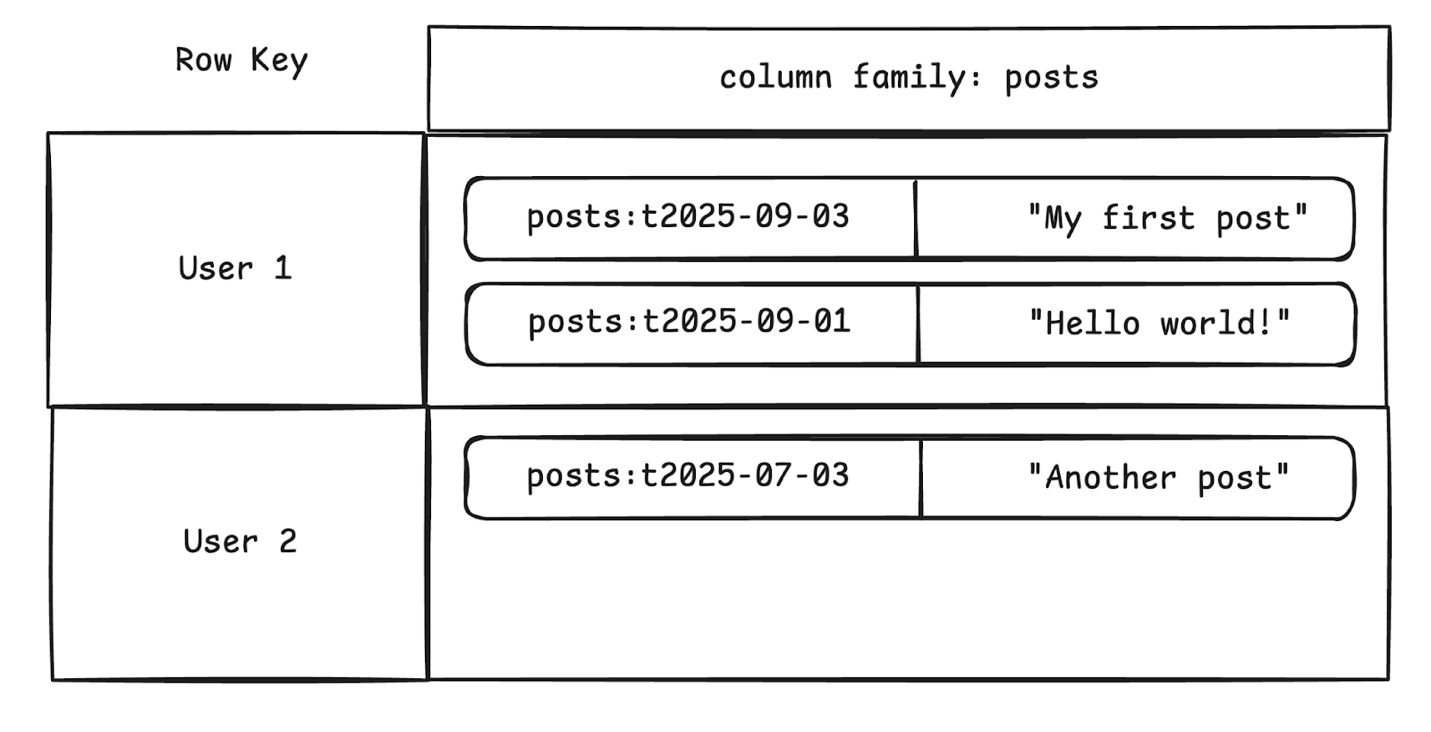 Row Key
column family: posts
User 1
posts:t2025-09-03
"My first post"
posts:t2025-09-01
"Hello world!"
User 2
posts:t2025-07-03
"Another post"